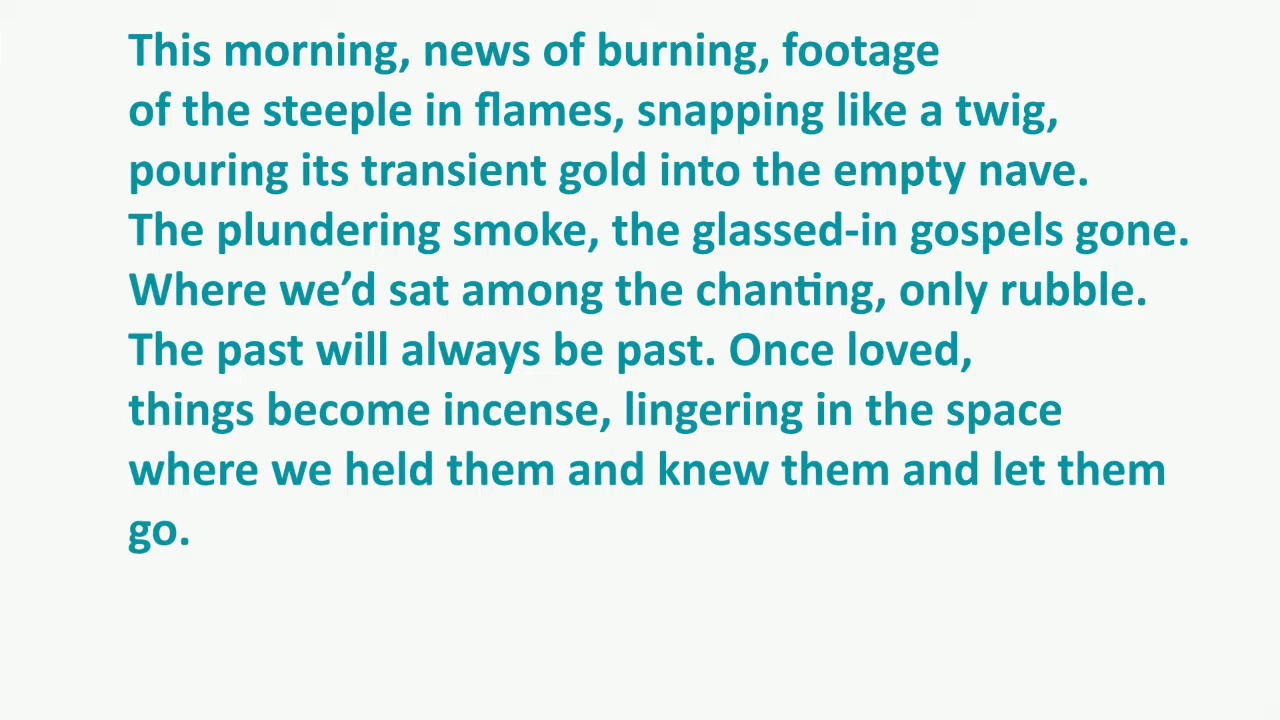 This morning, news of burning, footage
of the steeple in flames, snapping like a twig,
pouring its transient gold into the empty nave.
The plundering smoke, the glassed-in gospels gone.
Where we’d sat among the chanting, only rubble.
The past will always be past. Once loved,
things become incense, lingering in the space
where we held them and knew them and let them
go.